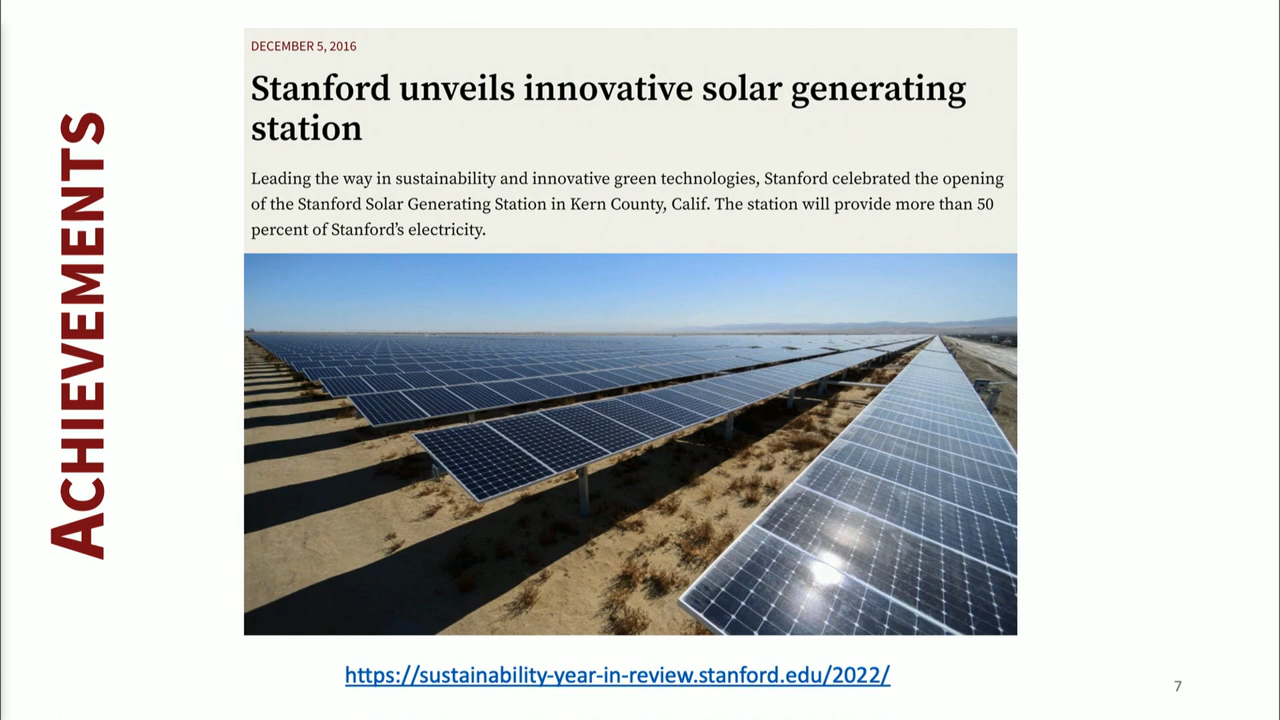 ACHIEVEMENTS
DECEMBER 5, 2016
Stanford unveils innovative solar generating
station
Leading the way in sustainability and innovative green technologies, Stanford celebrated the opening
of the Stanford Solar Generating Station in Kern County, Calif. The station will provide more than 50
percent of Stanford’s electricity.
https://sustainability-year-in-review.stanford.edu/2022/
7